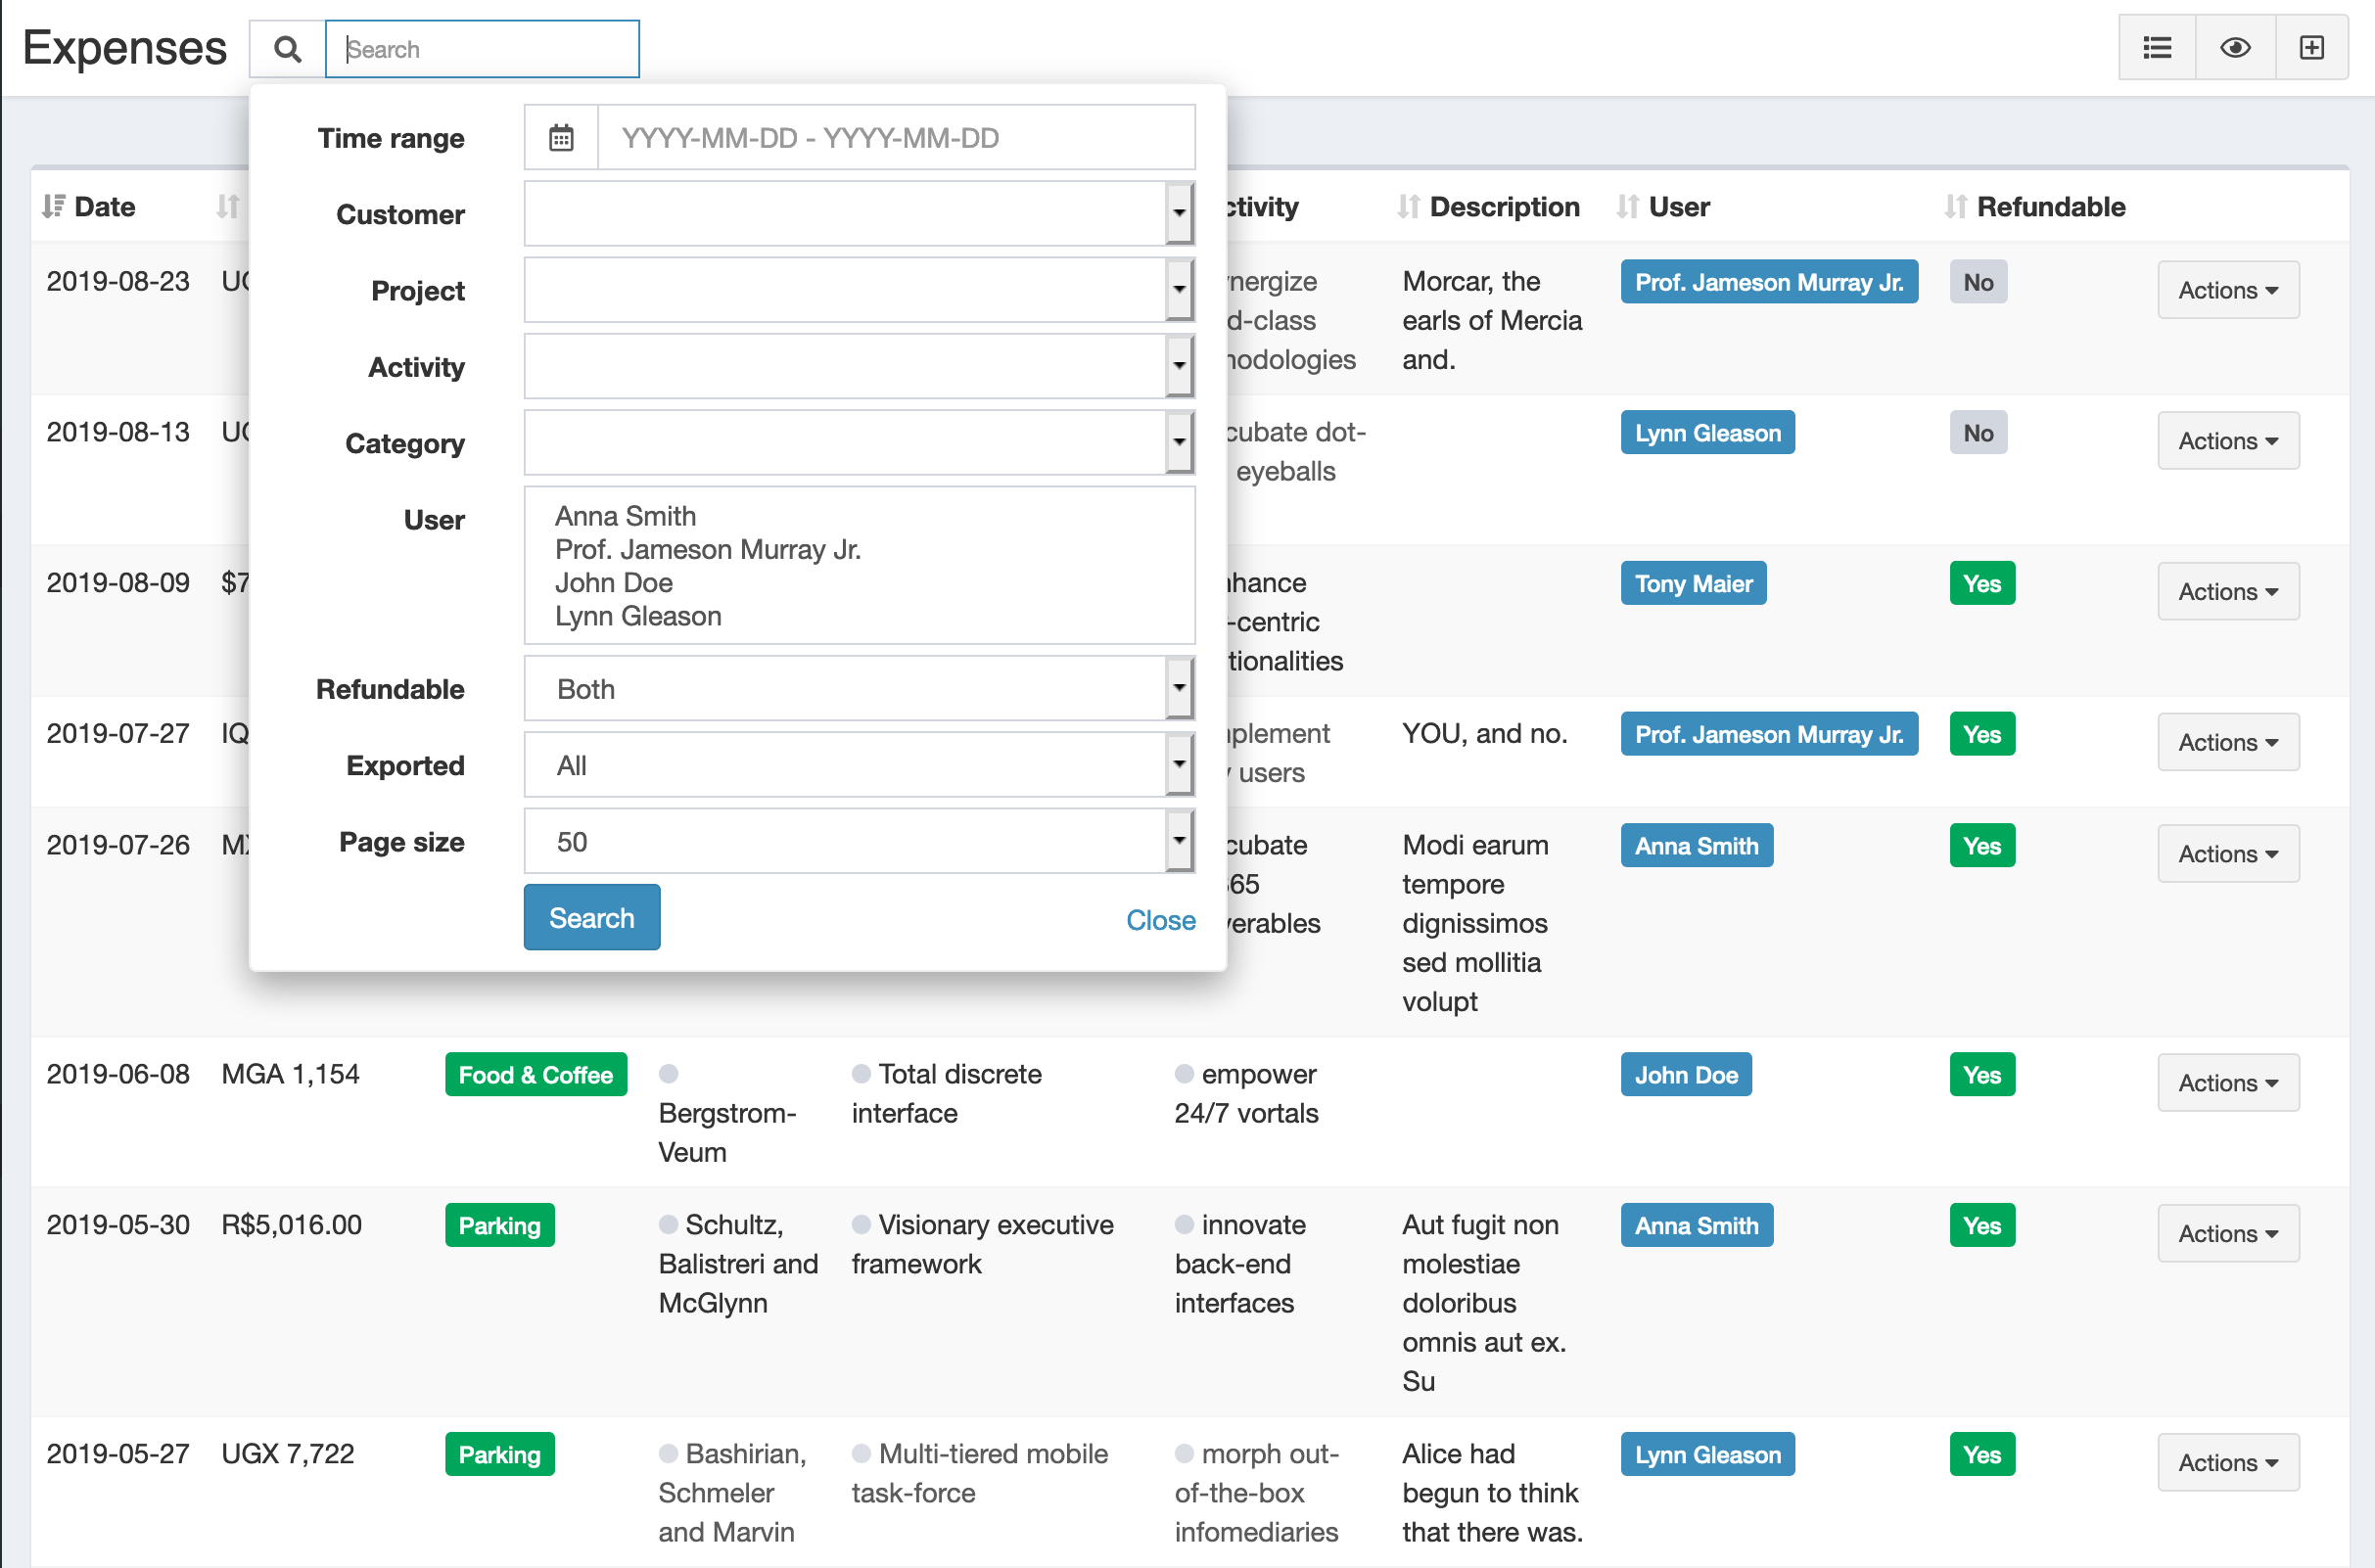 Expenses
Search
Time range
YYYY-MM-DD - YYYY-MM-DD
Customer
Project
Activity
Category
User
Anna Smith
Prof. Jameson Murray Jr.
John Doe
Lynn Gleason
Refundable
Both
Exported
All
Page size
50
Search
Close
Date
Description
User
Refundable
2019-08-23
Morcar, the
earls of Mercia
and.
Prof. Jameson Murray Jr.
No
Actions
2019-08-13
cubate dot-
eyeballs
Lynn Gleason
No
Actions
2019-08-09
$7
-centric
tionalities
Tony Maier
Yes
Actions
2019-07-27
IQ
plement
users
YOU, and no.
Prof. Jameson Murray Jr.
Yes
Actions
2019-07-26
cubate
65
verables
Modi earum
tempore
dignissimos
sed mollitia
volupt
Anna Smith
Yes
Actions
2019-06-08
MGA 1,154
Food & Coffee
Bergstrom-
Veum
Total discrete
interface
empower
24/7 vortals
John Doe
Yes
Actions
2019-05-30
R$5,016.00
Parking
Schultz,
Balistreri and
McGlynn
Visionary executive
framework
innovate
back-end
interfaces
Aut fugit non
molestiae
doloribus
omnis aut ex.
Su
Anna Smith
Yes
Actions
2019-05-27
UGX 7,722
Parking
Bashirian,
Schmeler
and Marvin
Multi-tiered mobile
task-force
morph out-
of-the-box
infomediaries
Alice had
begun to think
that there was.
Lynn Gleason
Yes
Actions